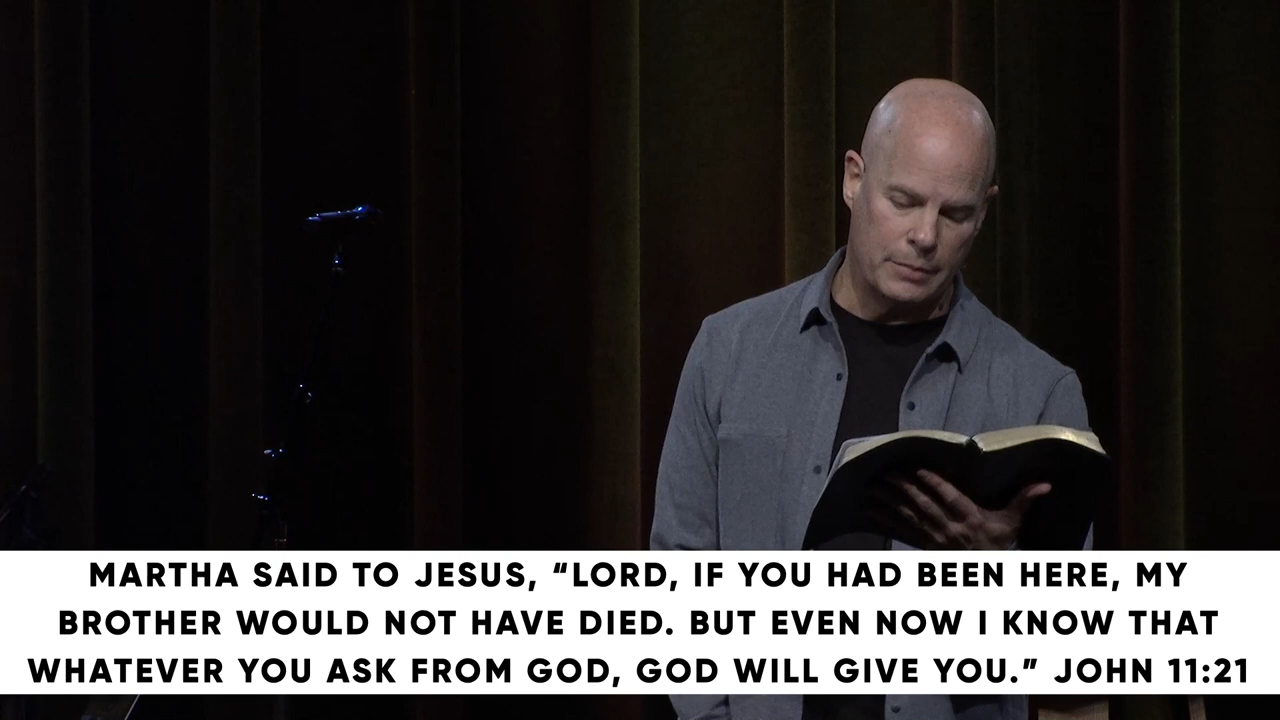 MARTHA SAID TO JESUS, “LORD, IF YOU HAD BEEN HERE, MY
BROTHER WOULD NOT HAVE DIED. BUT EVEN NOW I KNOW THAT
WHATEVER YOU ASK FROM GOD, GOD WILL GIVE YOU.” JOHN 11:21